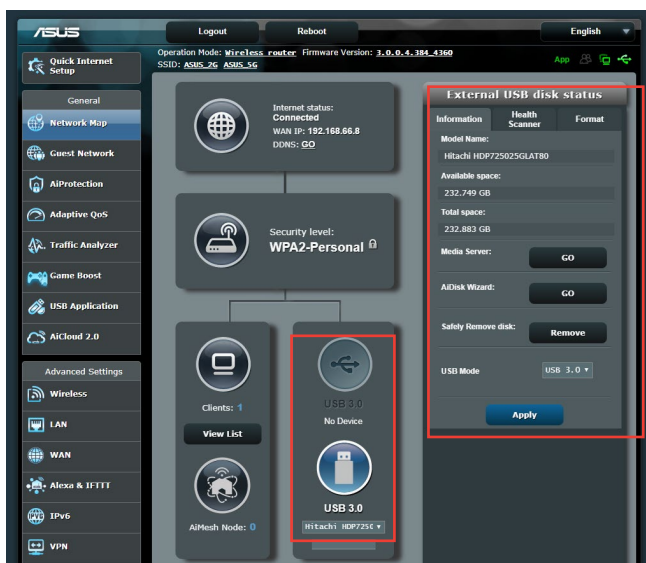 ASUS
Logout
Reboot
English
Operation Mode: Wireless router Firmware Version: 3.0.0.4.384_4360
SSID: ASUS_2G ASUS_5G
App
Quick Internet
Setup
General
Network Map
Guest Network
AiProtection
Adaptive QoS
Traffic Analyzer
Game Boost
USB Application
AiCloud 2.0
Advanced Settings
Wireless
LAN
WAN
Alexa & IFTTT
IPv6
VPN
Internet status:
Connected
WAN IP: 192.168.66.8
DDNS: GO
Security level:
WPA2-Personal
Clients: 1
View List
AiMesh Node: 0
USB 3.0
No Device
USB 3.0
Hitachi HDP725(
External USB disk status
Information
Health
Scanner
Format
Model Name:
Hitachi HDP725025GLAT80
Available space:
232.749 GB
Total space:
232.883 GB
Media Server:
GO
AiDisk Wizard:
GO
Safely Remove disk:
Remove
USB Mode
USB 3.0
Apply